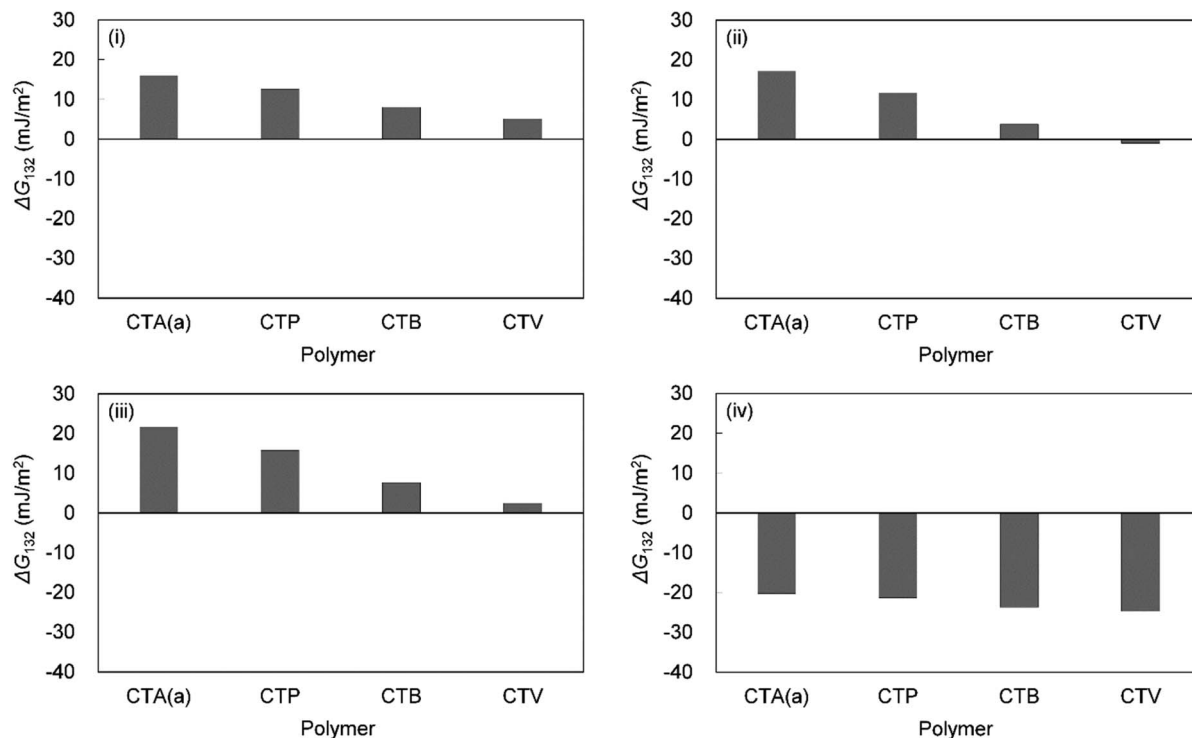 (i)
30
20
10
0
-10
-20
-30
-40
ΔG132 (mJ/m2)
CTA(a) CTP CTB CTV
Polymer
(ii)
30
20
10
0
-10
-20
-30
-40
ΔG132 (mJ/m2)
CTA(a) CTP CTB CTV
Polymer
(iii)
30
20
10
0
-10
-20
-30
-40
ΔG132 (mJ/m2)
CTA(a) CTP CTB CTV
Polymer
(iv)
30
20
10
0
-10
-20
-30
-40
ΔG132 (mJ/m2)
CTA(a) CTP CTB CTV
Polymer